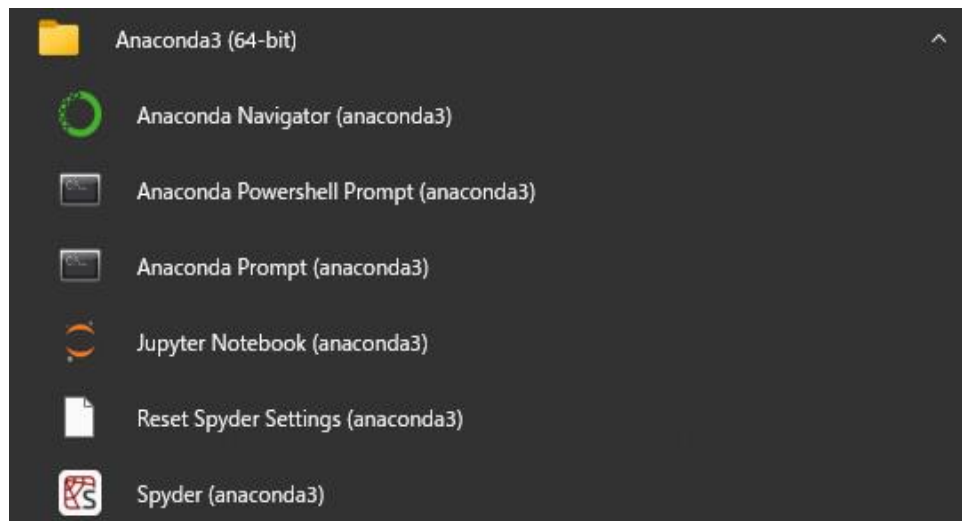 Anaconda3 (64-bit)
Anaconda Navigator (anaconda3)
Anaconda Powershell Prompt (anaconda3)
Anaconda Prompt (anaconda3)
Jupyter Notebook (anaconda3)
Reset Spyder Settings (anaconda3)
Spyder (anaconda3)